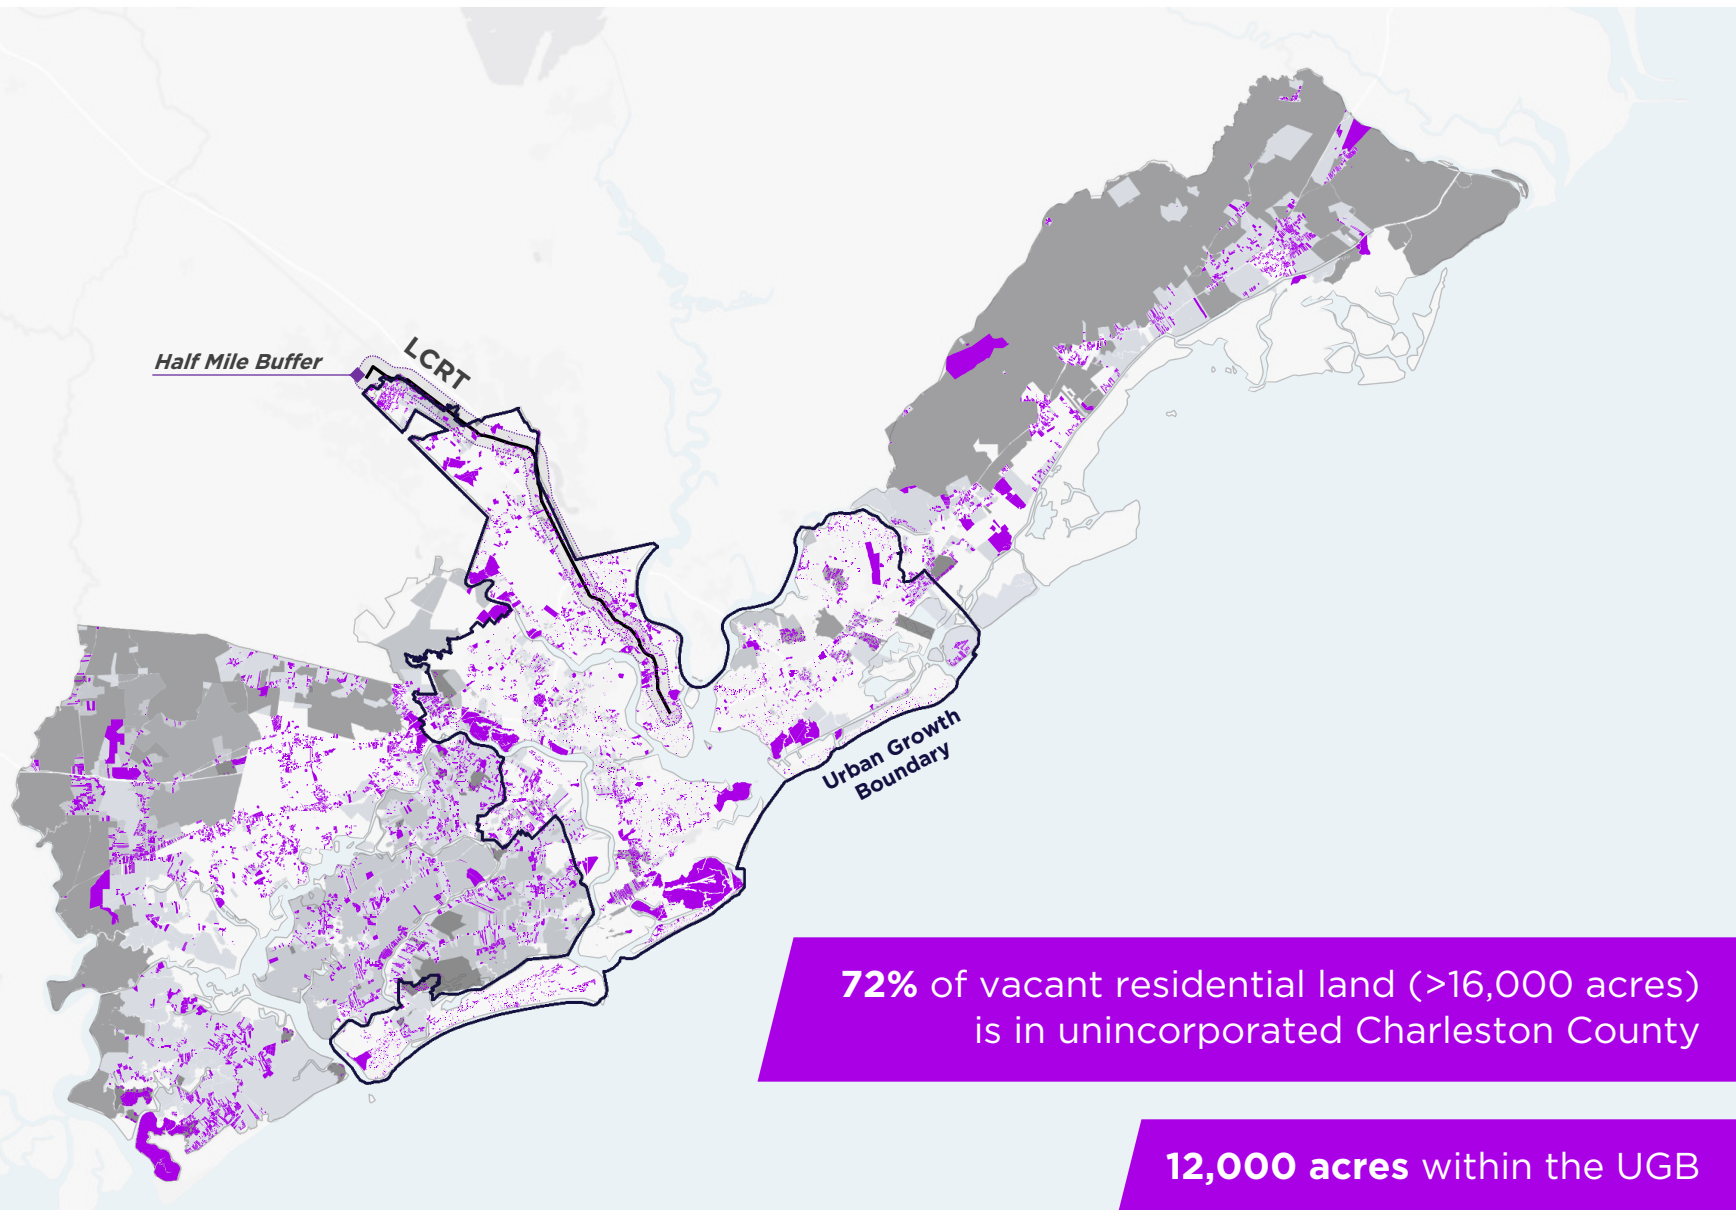 Half Mile Buffer
LCRT
Urban Growth
Boundary
72% of vacant residential land (>16,000 acres)
is in unincorporated Charleston County
12,000 acres within the UGB